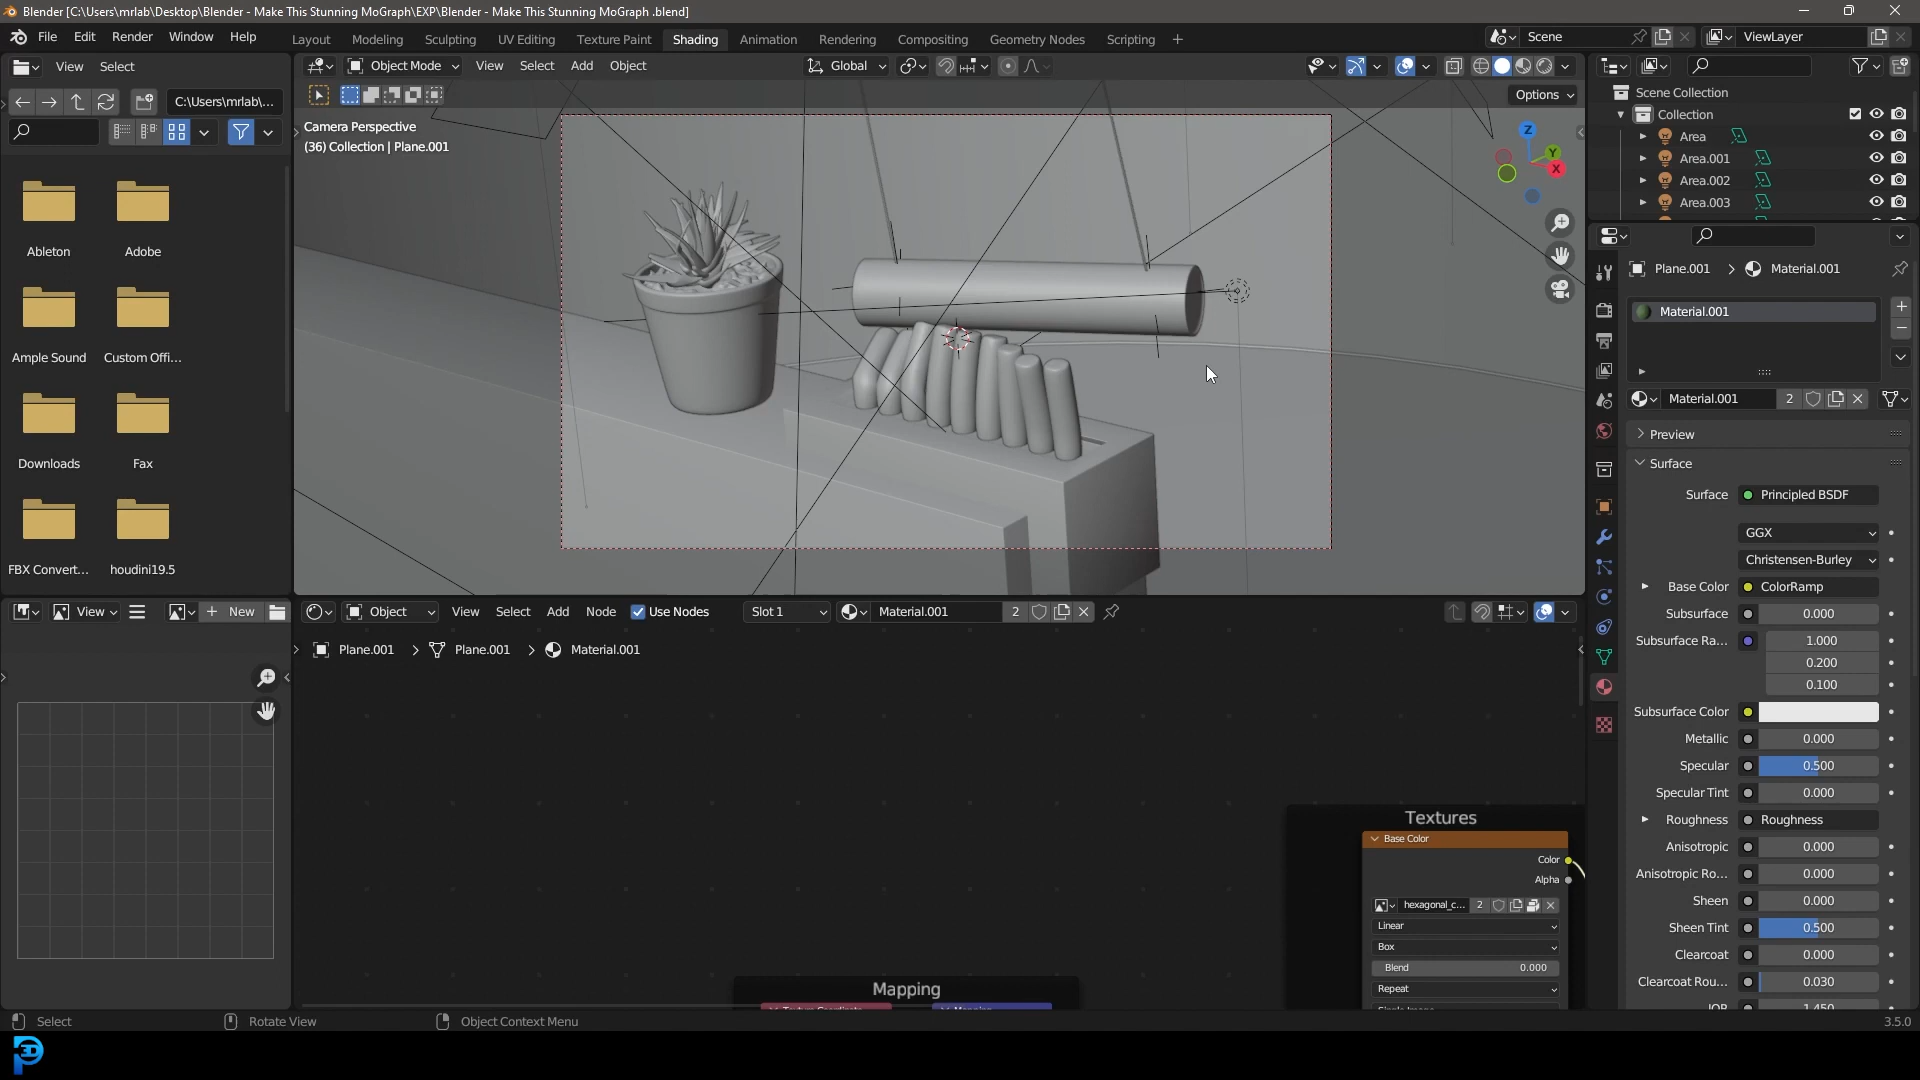 Blender [C:\Users\mrlab\Desktop\Blender - Make This Stunning MoGraph\EXP\Blender - Make This Stunning MoGraph .blend]
File Edit Render Window Help
Layout Modeling Sculpting UV Editing Texture Paint Shading Animation Rendering Compositing Geometry Nodes Scripting +
Scene
ViewLayer
View Select
C:\Users\mrlab\...
Ableton
Adobe
Ample Sound
Custom Offi...
Downloads
Fax
FBX Convert...
houdini19.5
Object Mode View Select Add Object
Global
Options
Camera Perspective
(36) Collection | Plane.001
Z
Y
X
Scene Collection
Collection
Area
Area.001
Area.002
Area.003
Plane.001 > Material.001
Material.001
Material.001 2
Preview
Surface
Surface Principled BSDF
GGX
Christensen-Burley
Base Color ColorRamp
Subsurface 0.000
Subsurface Ra... 1.000
0.200
0.100
Subsurface Color
Metallic 0.000
Specular 0.500
Specular Tint 0.000
Roughness Roughness
Anisotropic 0.000
Anisotropic Ro... 0.000
Sheen 0.000
Sheen Tint 0.500
Clearcoat 0.000
Clearcoat Rou... 0.030
IOR 1.450
View
New
Object View Select Add Node Use Nodes Slot 1 Material.001 2
Plane.001 > Plane.001 > Material.001
Textures
Base Color
Color
Alpha
hexagonal_c... 2
Linear
Box
Blend 0.000
Repeat
Single Image
Mapping
Texture Coordinate
Mapping
Select
Rotate View
Object Context Menu
3.5.0